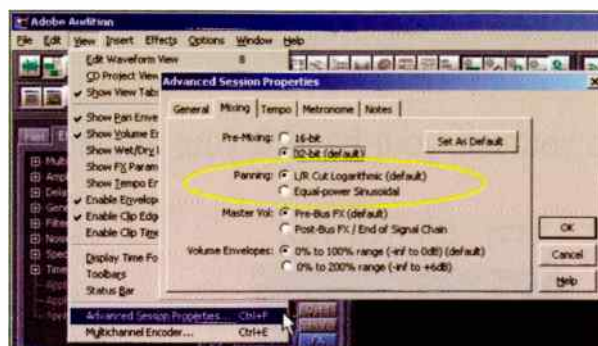 Adobe Audition
File Edit View Insert Effects Options Window Help
Edit Waveform View 8
CD Project View
Show View Tab
Show Pan Enve
Show Volume Er
Show Wet/Dry
Show FX Param
Show Tempo Er
Enable Envelop
Enable Clip Edg
Enable Clip Time
Display Time Fo
Toolbars
Status Bar
Advanced Session Properties... Ctrl+P
Multichannel Encoder... Ctrl+E
Advanced Session Properties
General Mixing Tempo Metronome Notes
Pre-Mixing: 16-bit
32-bit (default)
Set As Default
Panning: L/R Cut Logarithmic (default)
Equal-power Sinusoidal
Master Vol: Pre-Bus FX (default)
Post-Bus FX / End of Signal Chain
Volume Envelopes: 0% to 100% range (-inf to 0dB) (default)
0% to 200% range (-inf to +6dB)
OK
Cancel
Help